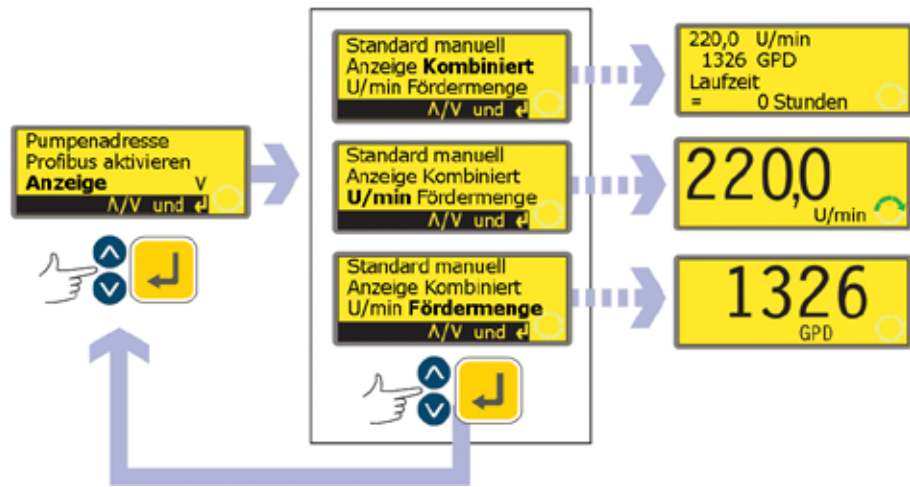 Pumpenadresse
Profibus aktivieren
Anzeige V
Λ/V und ↲
Standard manuell
Anzeige Kombiniert
U/min Fördermenge
Λ/V und ↲
Standard manuell
Anzeige Kombiniert
U/min Fördermenge
Λ/V und ↲
Standard manuell
Anzeige Kombiniert
U/min Fördermenge
Λ/V und ↲
220,0 U/min
1326 GPD
Laufzeit
= 0 Stunden
220,0
U/min
1326
GPD